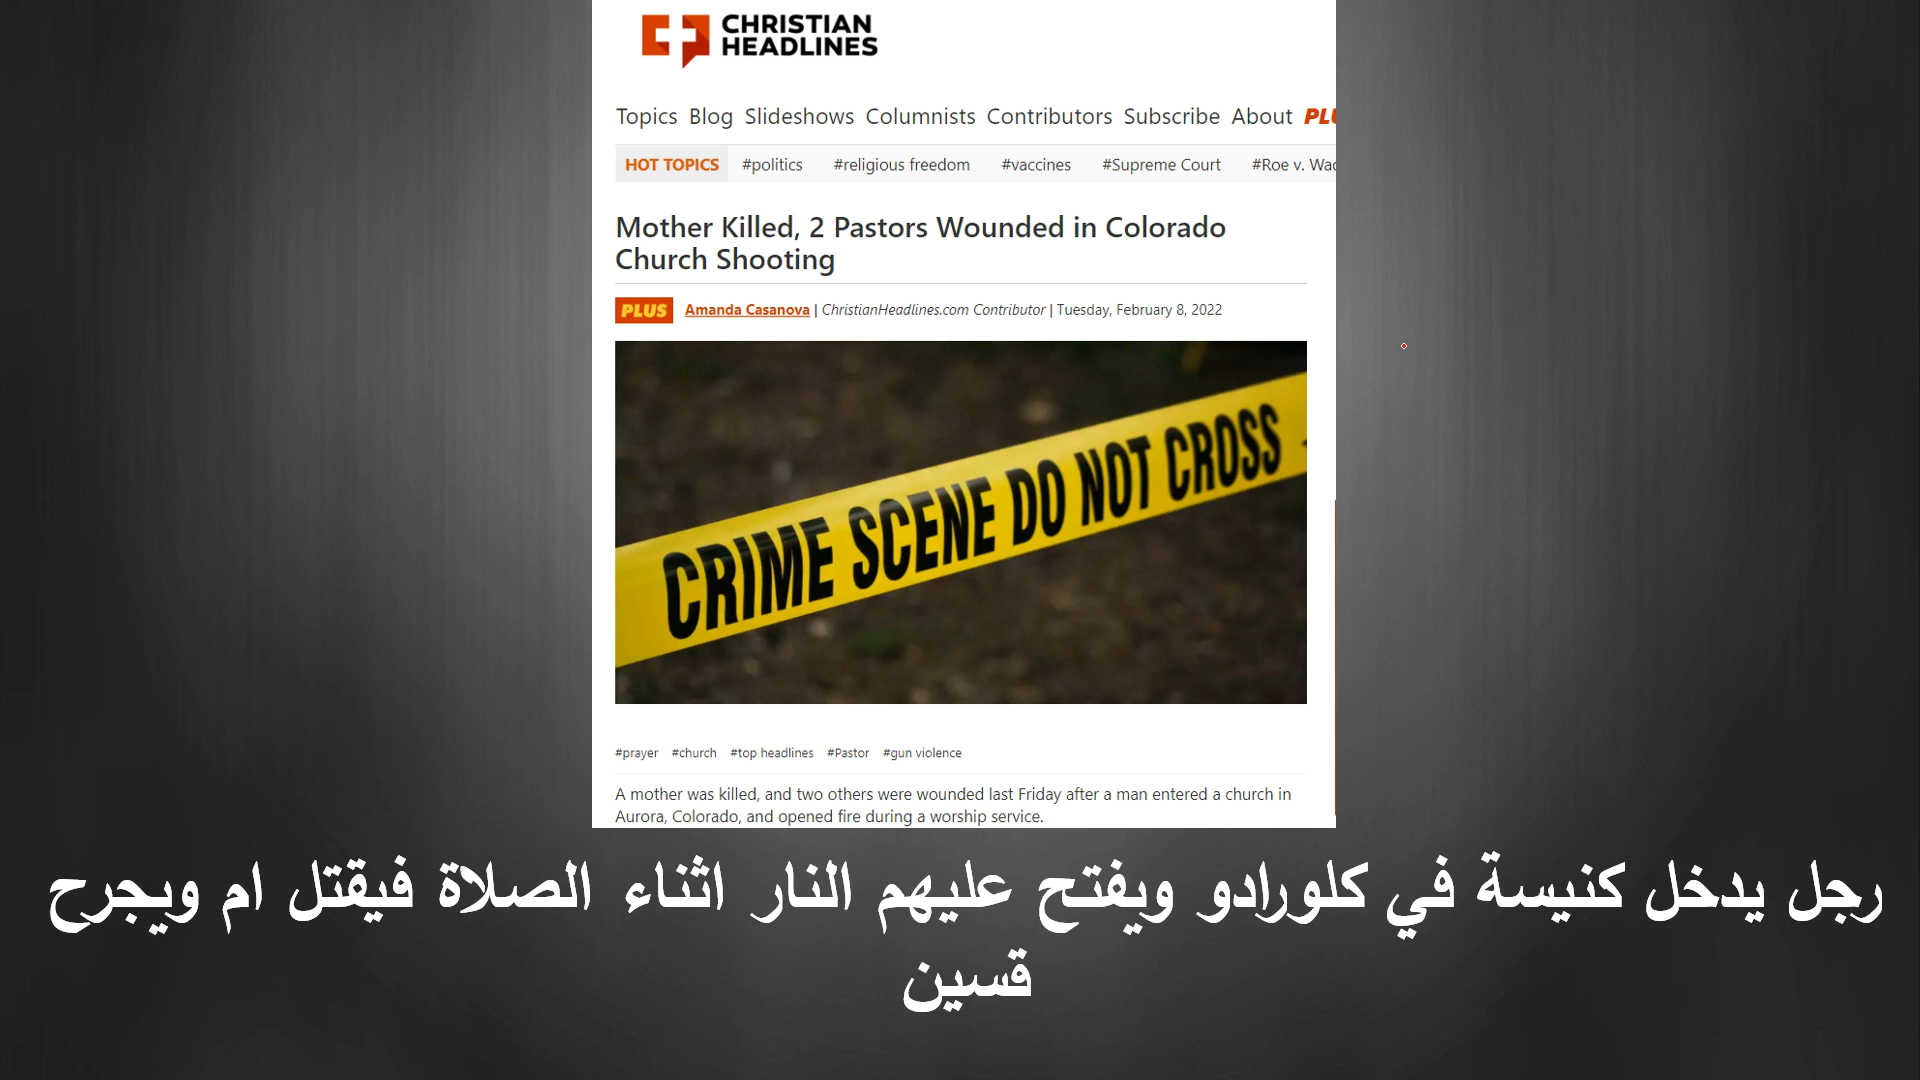 CHRISTIAN
HEADLINES
Topics Blog Slideshows Columnists Contributors Subscribe About PLU
HOT TOPICS #politics #religious freedom #vaccines #Supreme Court #Roe v. Wad
Mother Killed, 2 Pastors Wounded in Colorado
Church Shooting
PLUS Amanda Casanova | ChristianHeadlines.com Contributor | Tuesday, February 8, 2022
CRIME SCENE DO NOT CROSS
#prayer #church #top headlines #Pastor #gun violence
A mother was killed, and two others were wounded last Friday after a man entered a church in
Aurora, Colorado, and opened fire during a worship service.
رجل يدخل كنيسة في كلورادو ويفتح عليهم النار اثناء الصلاة فيقتل ام ويجرح
قسين